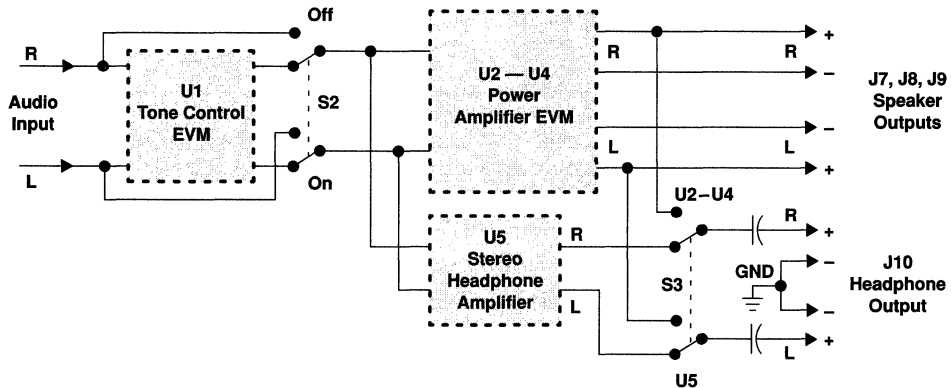 Off
R
Audio
Input
L
U1
Tone Control
EVM
S2
On
U2 — U4
Power
Amplifier EVM
R
L
R
+
−
−
L
+
J7, J8, J9
Speaker
Outputs
U2−U4
U5
Stereo
Headphone
Amplifier
R
L
S3
U5
R
+
GND
−
−
L
+
J10
Headphone
Output